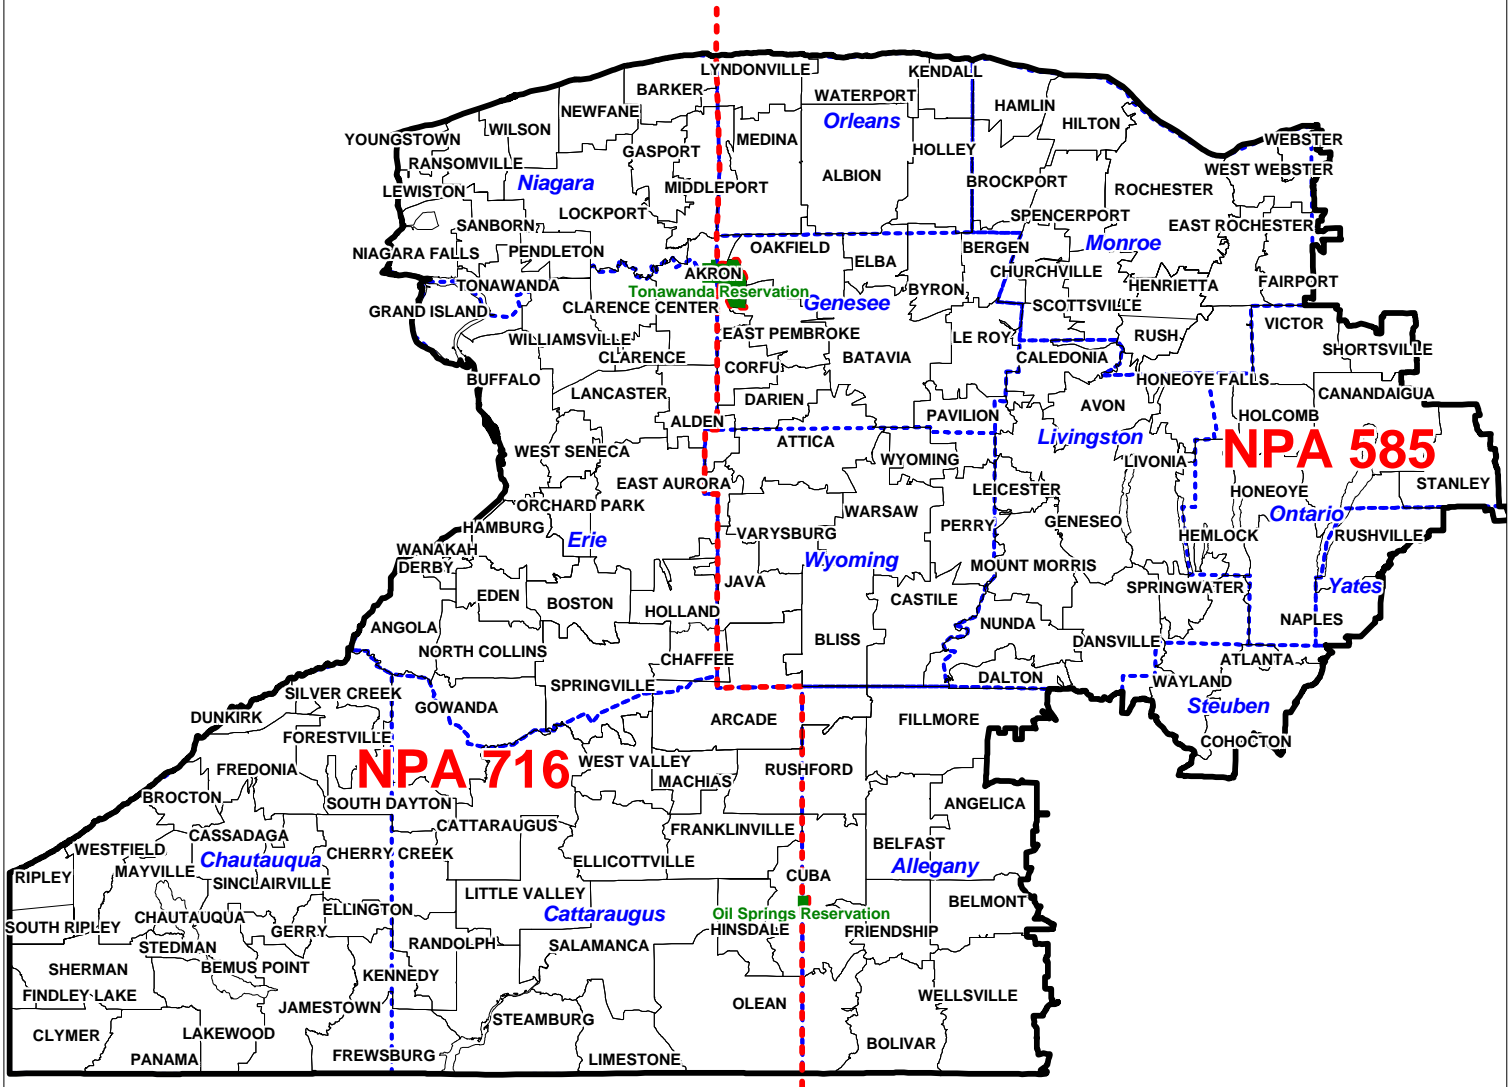 LYNDONVILLE
KENDALL
BARKER
WATERPORT
HAMLIN
NEWFANE
Orleans
HILTON
WILSON
YOUNGSTOWN
MEDINA
WEBSTER
GASPORT
HOLLEY
RANSOMVILLE
WEST WEBSTER
ALBION
Niagara
MIDDLEPORT
BROCKPORT
LEWISTON
ROCHESTER
LOCKPORT
SPENCERPORT
SANBORN
EAST ROCHESTER
Monroe
OAKFIELD
BERGEN
NIAGARA FALLS
PENDLETON
ELBA
AKRON
CHURCHVILLE
FAIRPORT
TONAWANDA
HENRIETTA
Tonawanda Reservation
BYRON
Genesee
SCOTTSVILLE
CLARENCE CENTER
GRAND ISLAND
VICTOR
EAST PEMBROKE
RUSH
LE ROY
WILLIAMSVILLE
SHORTSVILLE
CLARENCE
BATAVIA
CALEDONIA
CORFU
BUFFALO
HONEOYE FALLS
LANCASTER
CANANDAIGUA
DARIEN
AVON
PAVILION
HOLCOMB
ALDEN
Livingston
ATTICA
NPA 585
WEST SENECA
WYOMING
LIVONIA
EAST AURORA
STANLEY
LEICESTER
HONEOYE
ORCHARD PARK
WARSAW
Ontario
GENESEO
PERRY
HAMBURG
VARYSBURG
HEMLOCK
RUSHVILLE
Erie
WANAKAH
Wyoming
DERBY
MOUNT MORRIS
JAVA
SPRINGWATER
Yates
EDEN
BOSTON
CASTILE
HOLLAND
NAPLES
NUNDA
ANGOLA
BLISS
DANSVILLE
NORTH COLLINS
CHAFFEE
ATLANTA
DALTON
WAYLAND
SPRINGVILLE
SILVER CREEK
GOWANDA
Steuben
DUNKIRK
ARCADE
FILLMORE
FORESTVILLE
COHOCTON
WEST VALLEY
NPA 716
FREDONIA
RUSHFORD
MACHIAS
BROCTON
SOUTH DAYTON
ANGELICA
CATTARAUGUS
FRANKLINVILLE
CASSADAGA
BELFAST
WESTFIELD
CHERRY CREEK
Chautauqua
ELLICOTTVILLE
Allegany
MAYVILLE
RIPLEY
CUBA
SINCLAIRVILLE
LITTLE VALLEY
BELMONT
ELLINGTON
Cattaraugus
Oil Springs Reservation
CHAUTAUQUA
SOUTH RIPLEY
GERRY
HINSDALE
FRIENDSHIP
STEDMAN
RANDOLPH
SALAMANCA
SHERMAN
BEMUS POINT
KENNEDY
FINDLEY LAKE
WELLSVILLE
OLEAN
JAMESTOWN
STEAMBURG
CLYMER
LAKEWOOD
BOLIVAR
FREWSBURG
PANAMA
LIMESTONE